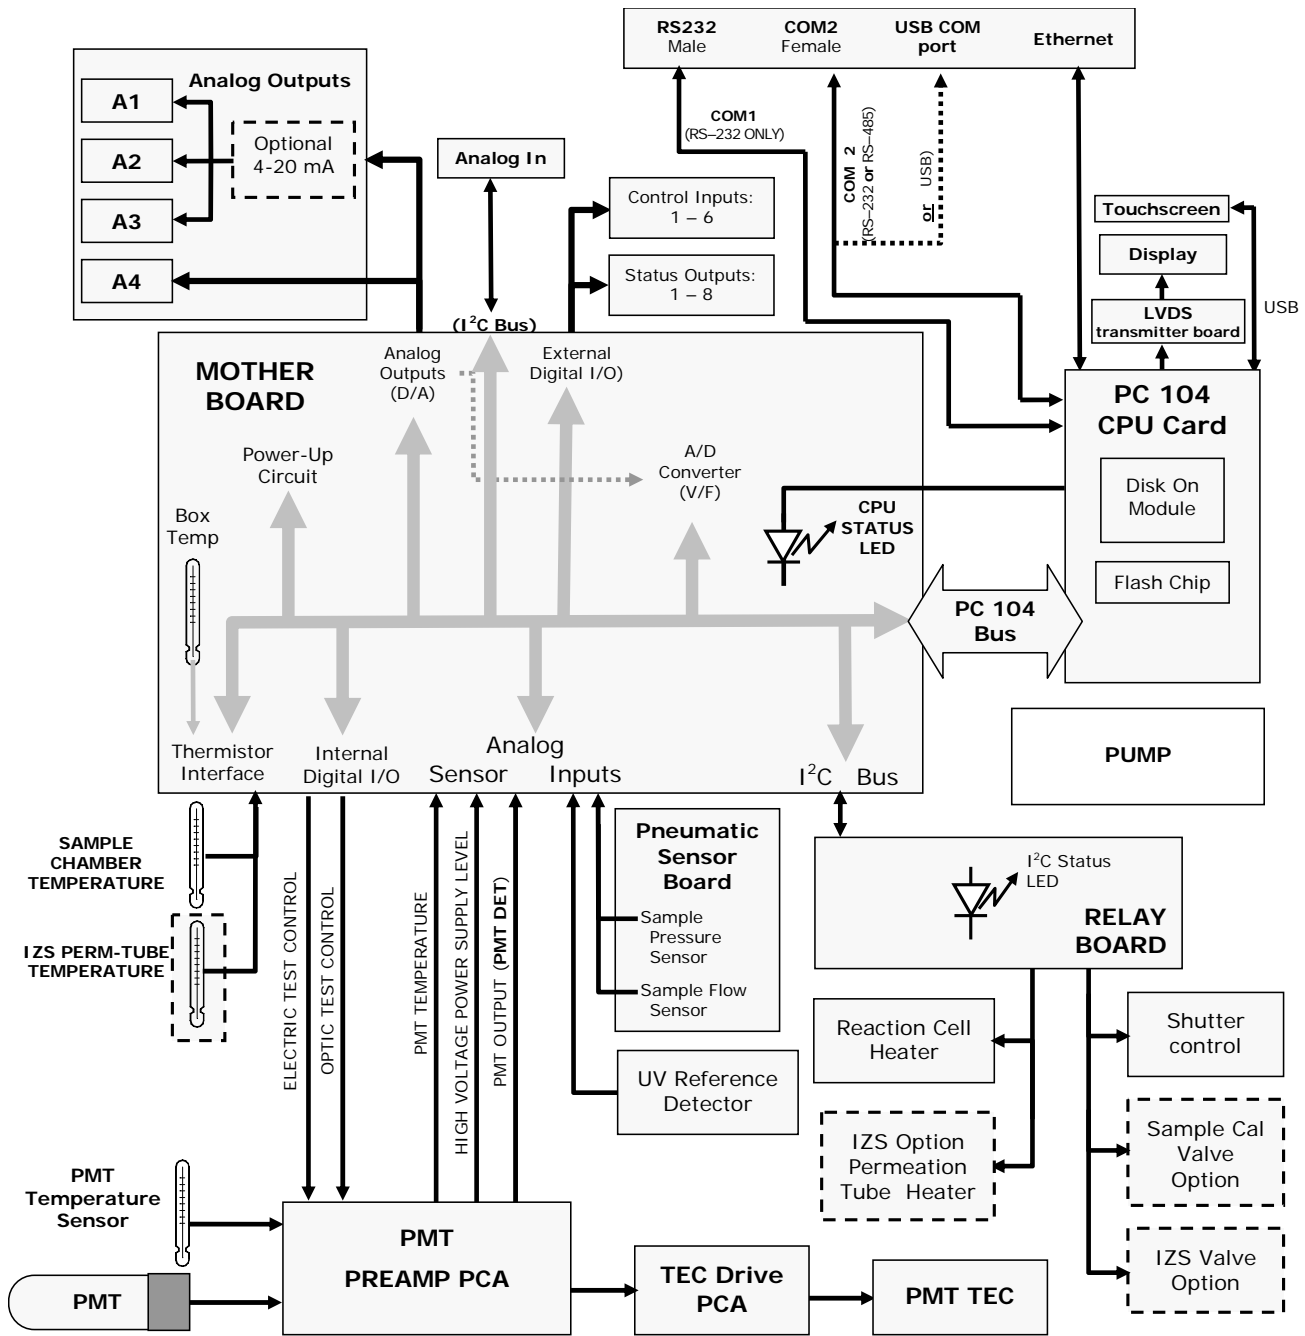 RS232
Male
COM2
Female
USB COM
port
Ethernet
Analog Outputs
A1
A2
A3
A4
Optional
4-20 mA
Analog In
COM1
(RS–232 ONLY)
COM 2
(RS–232 or RS–485)
or USB)
Control Inputs:
1 – 6
Status Outputs:
1 – 8
Touchscreen
Display
LVDS
transmitter board
USB
(I²C Bus)
MOTHER
BOARD
Analog
Outputs
(D/A)
External
Digital I/O)
Power-Up
Circuit
A/D
Converter
(V/F)
Box
Temp
CPU
STATUS
LED
PC 104
CPU Card
Disk On
Module
Flash Chip
PC 104
Bus
PUMP
Thermistor
Interface
Internal
Digital I/O
Analog
Sensor Inputs
I²C Bus
SAMPLE
CHAMBER
TEMPERATURE
IZS PERM-TUBE
TEMPERATURE
ELECTRIC TEST CONTROL
OPTIC TEST CONTROL
PMT TEMPERATURE
HIGH VOLTAGE POWER SUPPLY LEVEL
PMT OUTPUT (PMT DET)
Pneumatic
Sensor
Board
Sample
Pressure
Sensor
Sample Flow
Sensor
UV Reference
Detector
I²C Status
LED
RELAY
BOARD
Reaction Cell
Heater
IZS Option
Permeation
Tube Heater
Shutter
control
Sample Cal
Valve
Option
IZS Valve
Option
PMT
Temperature
Sensor
PMT
PMT
PREAMP PCA
TEC Drive
PCA
PMT TEC